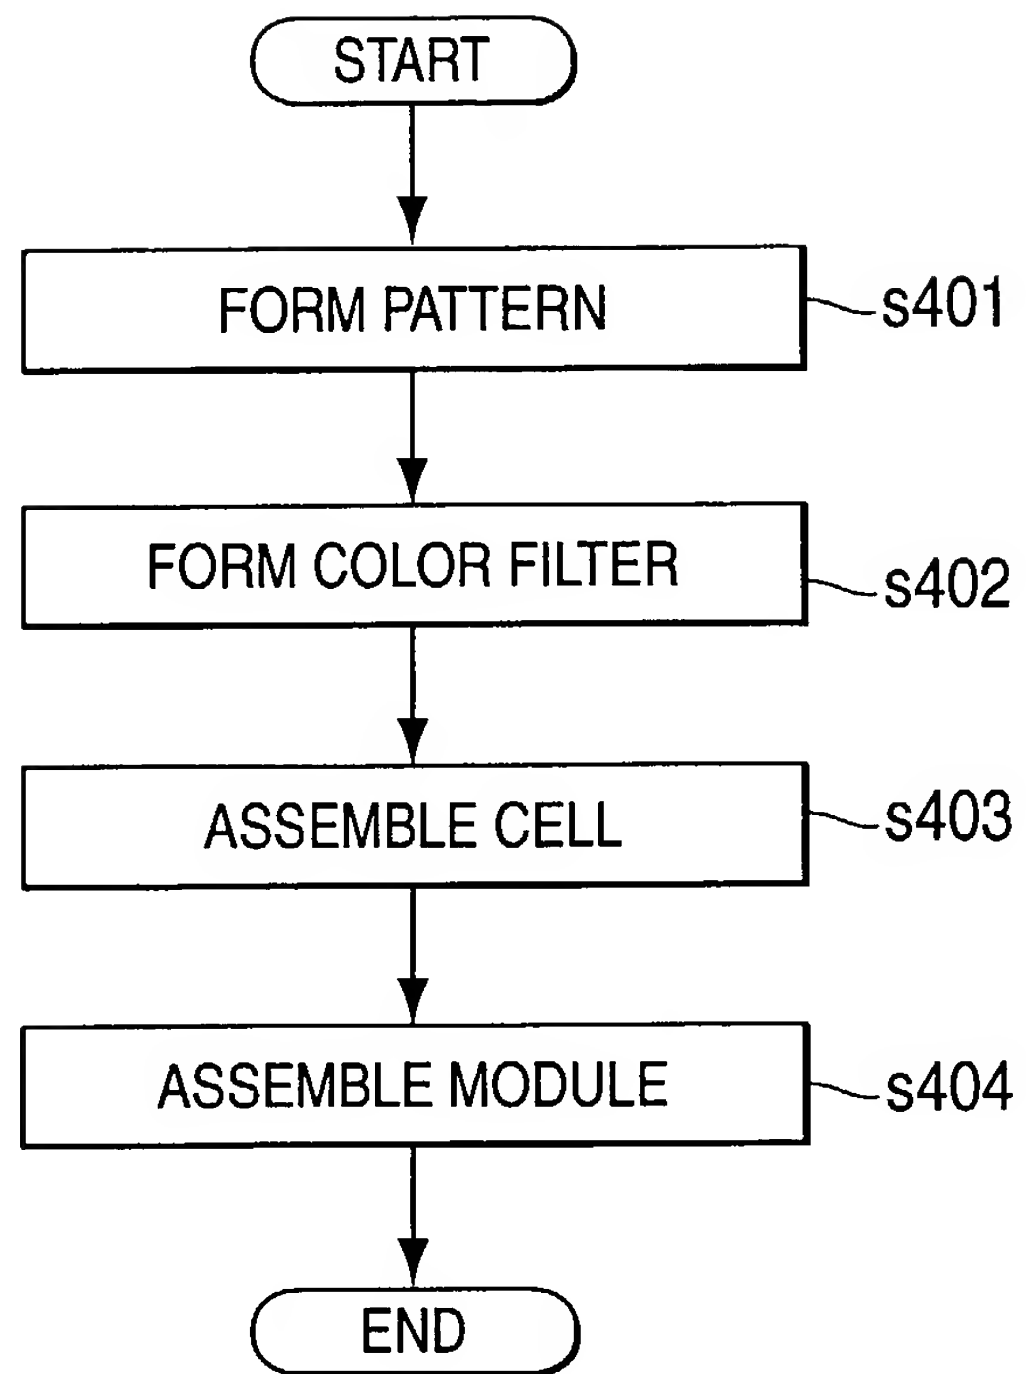 START
FORM PATTERN
s401
FORM COLOR FILTER
s402
ASSEMBLE CELL
s403
ASSEMBLE MODULE
s404
END